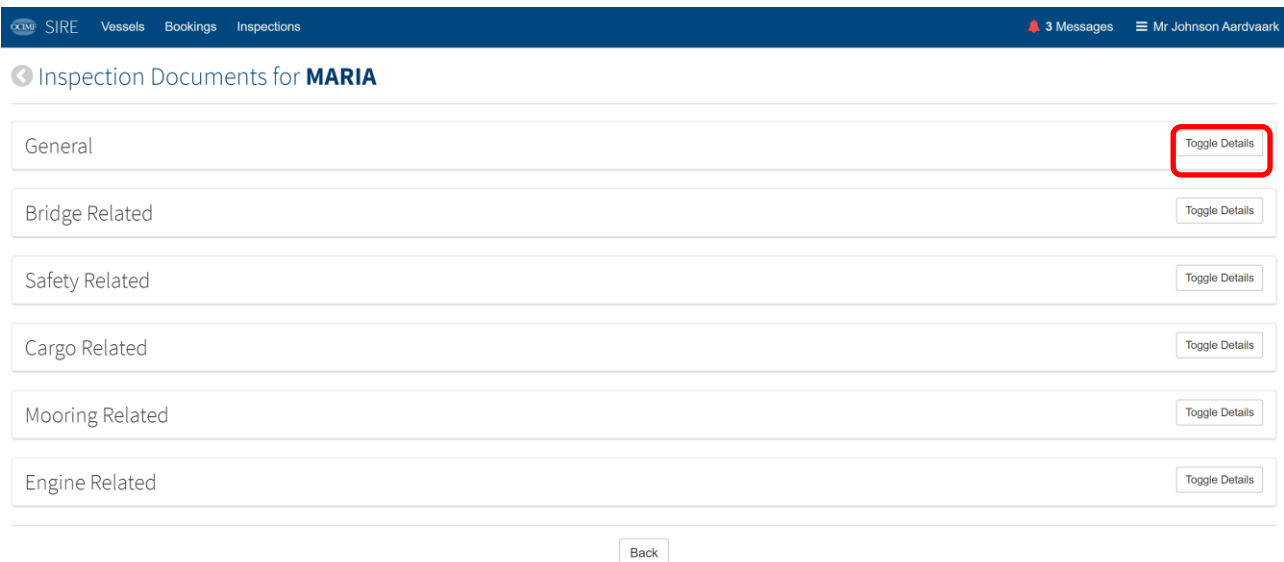 OCIMF SIRE Vessels Bookings Inspections 3 Messages Mr Johnson Aardvaark
Inspection Documents for MARIA
General Toggle Details
Bridge Related Toggle Details
Safety Related Toggle Details
Cargo Related Toggle Details
Mooring Related Toggle Details
Engine Related Toggle Details
Back